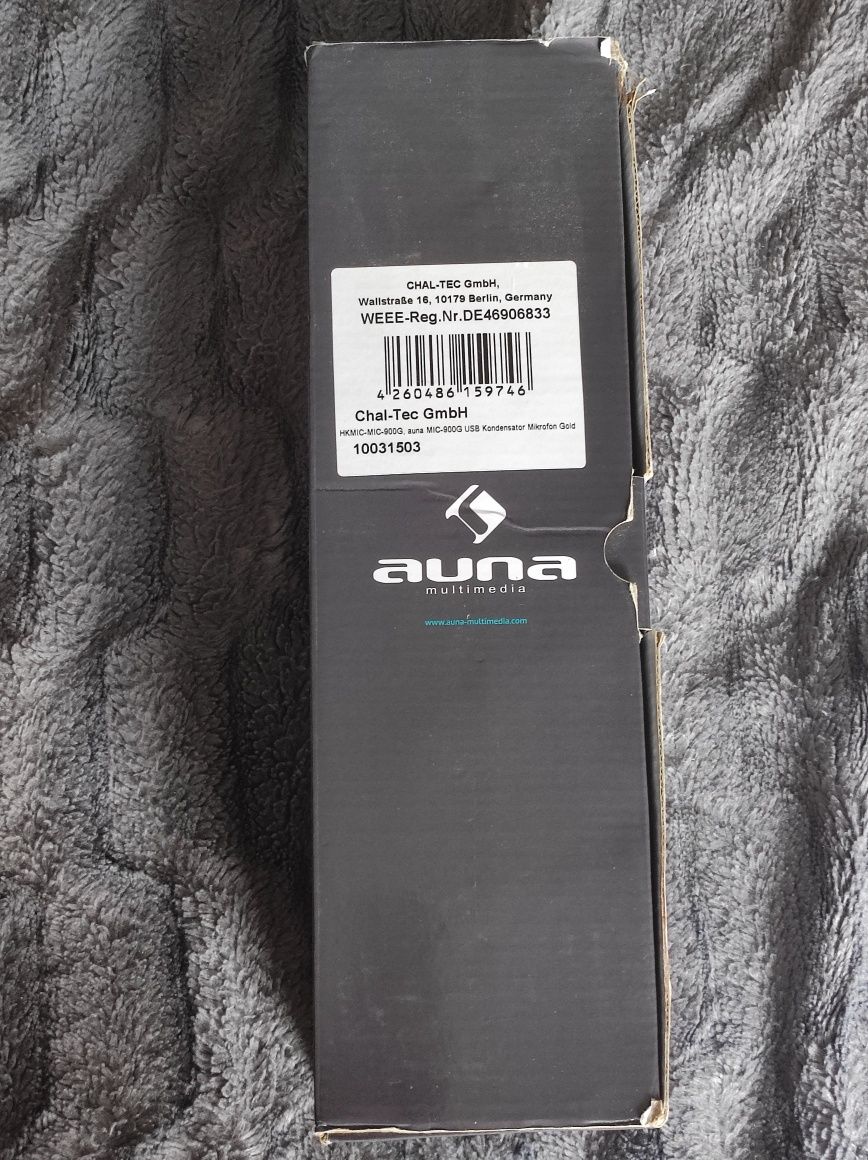 CHAL-TEC GmbH,
Wallstraße 16, 10179 Berlin, Germany
WEEE-Reg.Nr.DE46906833
4 260486 159746
Chal-Tec GmbH
HKMIC-MIC-900G, auna MIC-900G USB Kondensator Mikrofon Gold
10031503
auna
multimedia
www.auna-multimedia.com